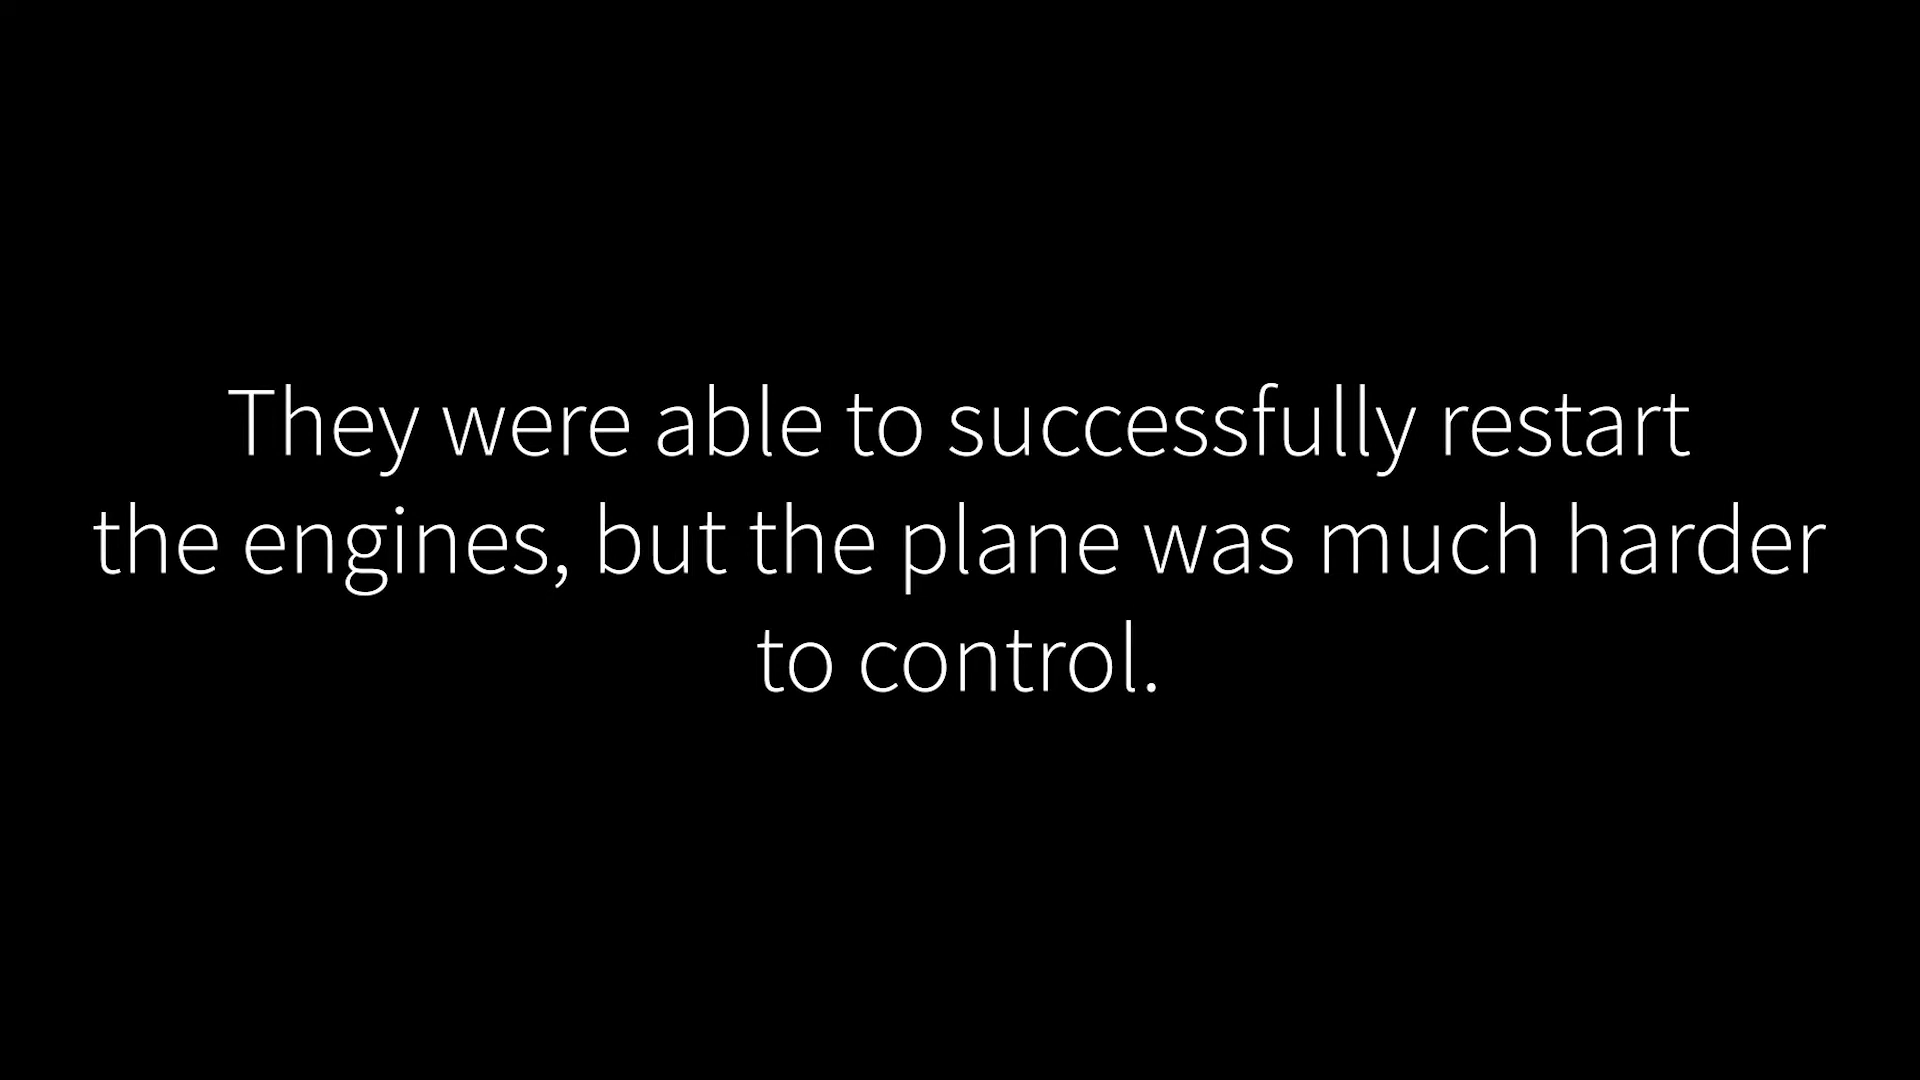 They were able to successfully restart
the engines, but the plane was much harder
to control.